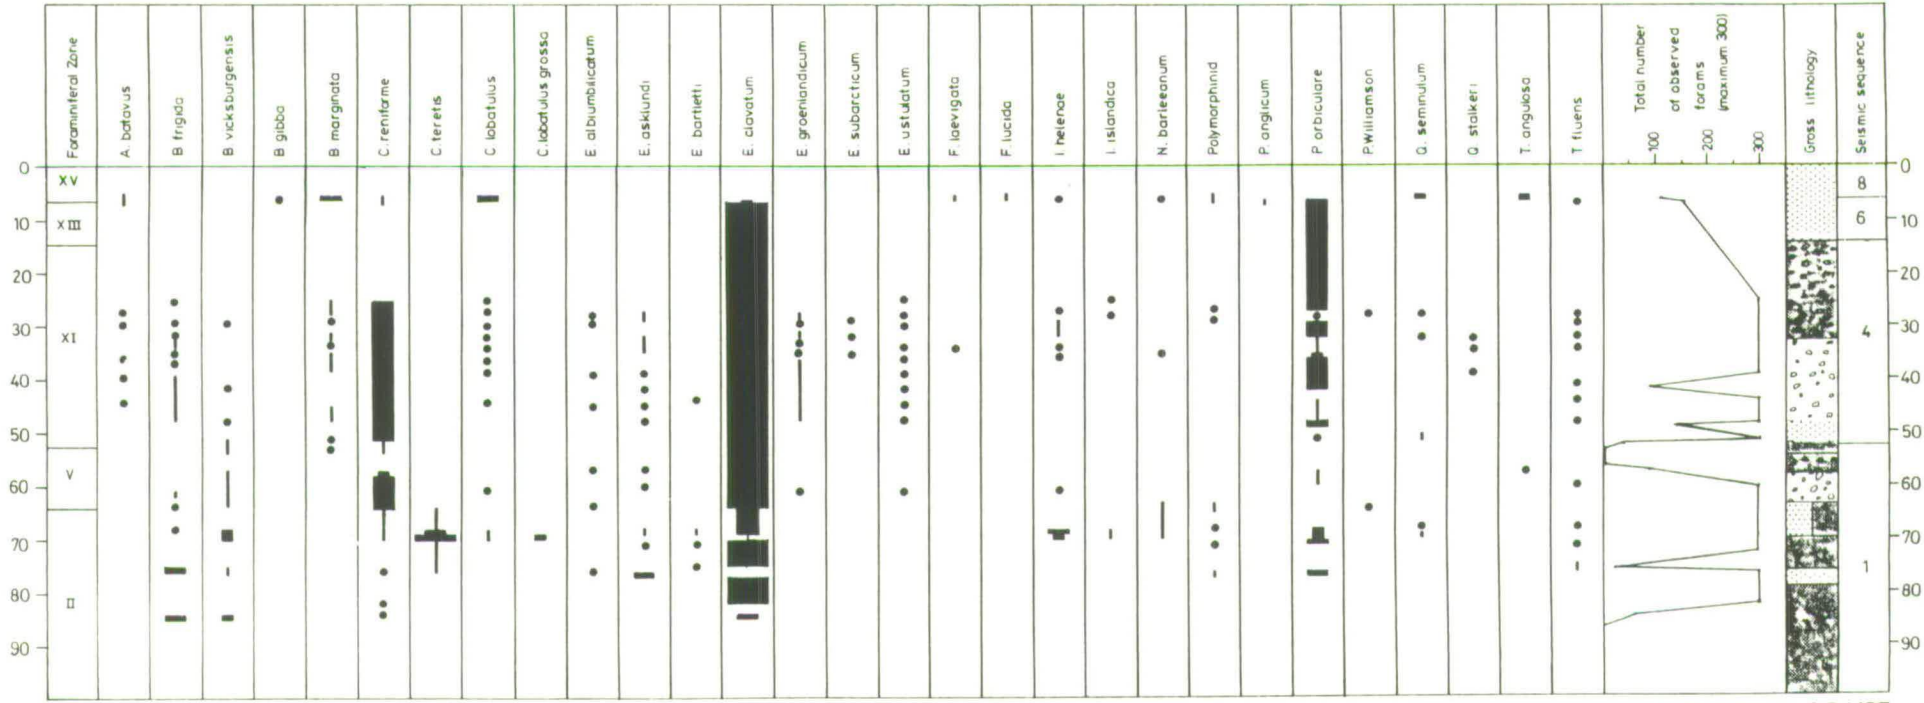 Foraminiferal Zone
A. batavus
B frigida
B vicksburgensis
B gibba
B marginata
C. reniforme
C. teretis
C lobatulus
C. lobatulus grossa
E. albiumbilicatum
E. asklundi
E bartletti
E. clavatum
E. groenlandicum
E subarcticum
E. ustulatum
F. laevigata
F. lucida
I. helenae
I. islandica
N. barleeanum
Polymorphinid
P. anglicum
P orbiculare
P. Williamson
Q. seminulum
Q stalkeri
T. angulosa
T fluens
Total number
of observed
forams
(maximum 300)
100
200
300
Gross lithology
Seismic sequence
0
10
20
30
40
50
60
70
80
90
XV
XIII
XI
V
II
8
6
4
1
0
10
20
30
40
50
60
70
80
90